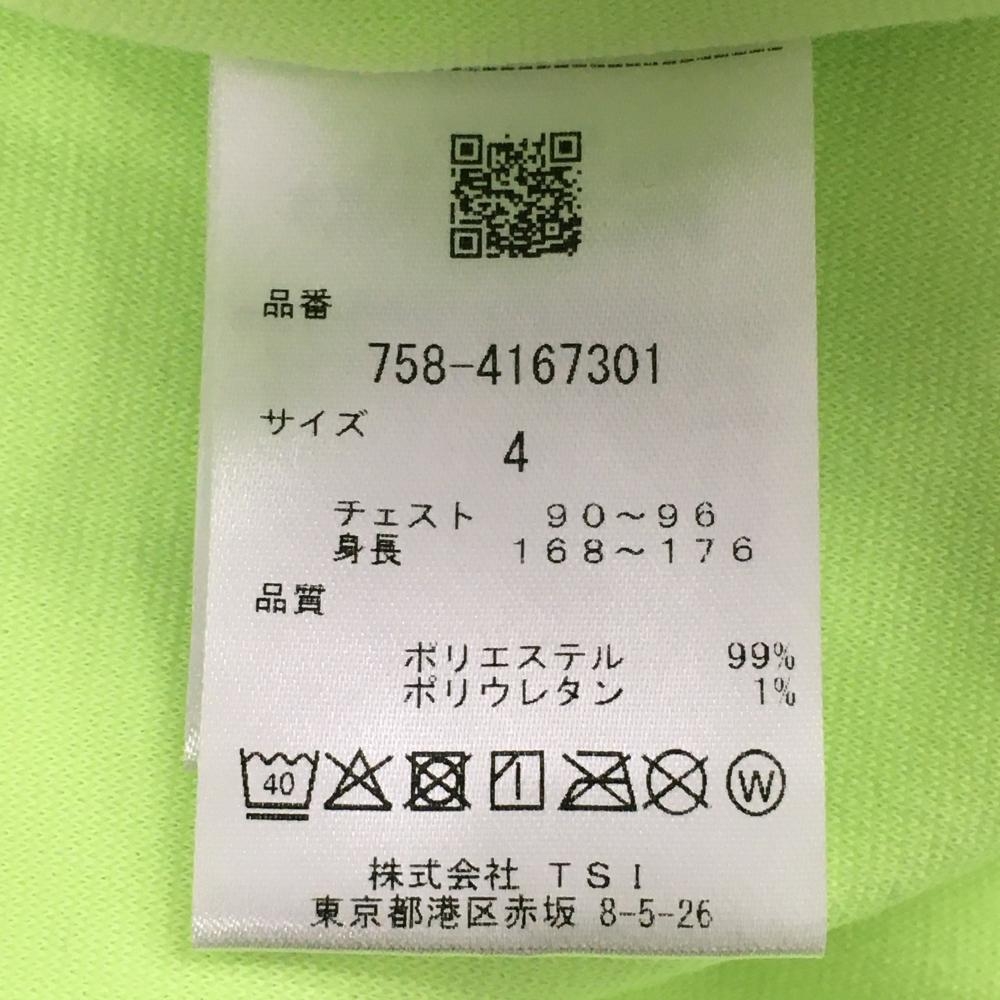 品番
758-4167301
サイズ
4
チェスト 90～96
身長 168～176
品質
ポリエステル 99%
ポリウレタン 1%
40 W
株式会社 TSI
東京都港区赤坂 8-5-26